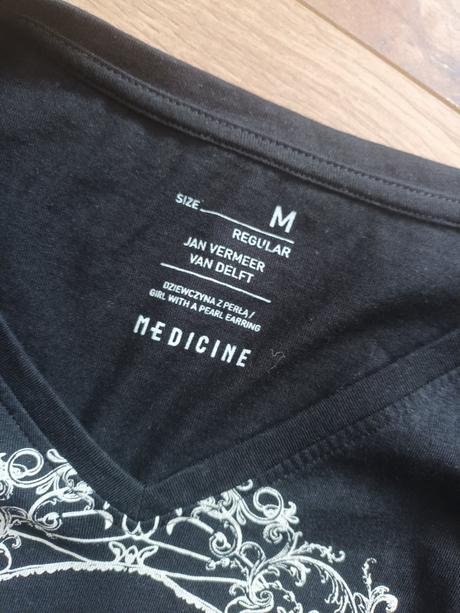 SIZE M
REGULAR
JAN VERMEER
VAN DELFT
DZIEWCZYNA Z PERŁĄ /
GIRL WITH A PEARL EARRING
MEDICINE